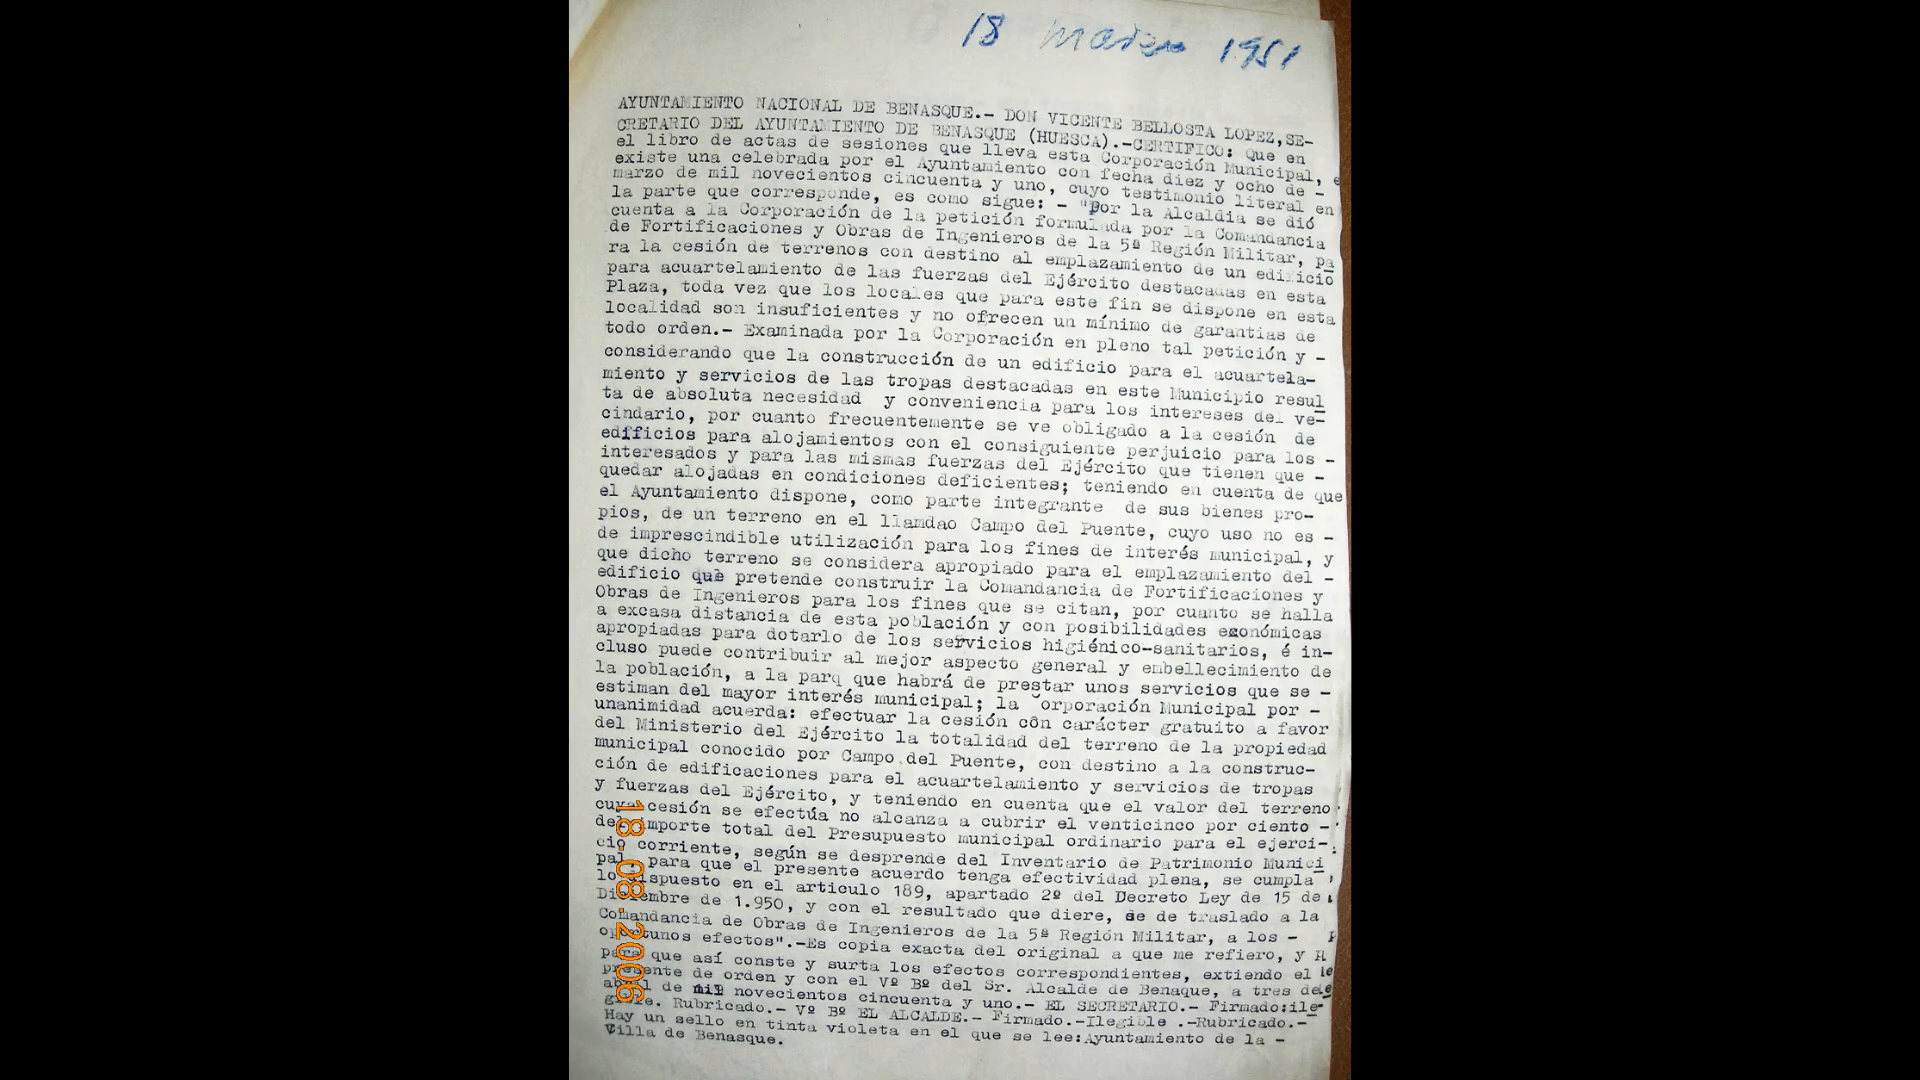 18 marzo 1951
AYUNTAMIENTO NACIONAL DE BENASQUE.- DON VICENTE BELLOSTA LOPEZ,SE-
CRETARIO DEL AYUNTAMIENTO DE BENASQUE (HUESCA).-CERTIFICO: Que en
el libro de actas de sesiones que lleva esta Corporación Municipal, e
existe una celebrada por el Ayuntamiento con fecha diez y ocho de -
marzo de mil novecientos cincuenta y uno, cuyo testimonio literal en
la parte que corresponde, es como sigue: - "Por la Alcaldia se dió
cuenta a la Corporación de la petición formulada por la Comandancia
de Fortificaciones y Obras de Ingenieros de la 5ª Región Militar, pa
ra la cesión de terrenos con destino al emplazamiento de un edificio
para acuartelamiento de las fuerzas del Ejército destacadas en esta
Plaza, toda vez que los locales que para este fin se dispone en esta
localidad son insuficientes y no ofrecen un mínimo de garantias de
todo orden.- Examinada por la Corporación en pleno tal petición y -
considerando que la construcción de un edificio para el acuartela-
miento y servicios de las tropas destacadas en este Municipio resul
ta de absoluta necesidad y conveniencia para los intereses del ve-
cindario, por cuanto frecuentemente se ve obligado a la cesión de
edificios para alojamientos con el consiguiente perjuicio para los -
interesados y para las mismas fuerzas del Ejército que tienen que -
quedar alojadas en condiciones deficientes; teniendo en cuenta de que
el Ayuntamiento dispone, como parte integrante de sus bienes pro-
pios, de un terreno en el llamdao Campo del Puente, cuyo uso no es -
de imprescindible utilización para los fines de interés municipal, y
que dicho terreno se considera apropiado para el emplazamiento del -
edificio que pretende construir la Comandancia de Fortificaciones y
Obras de Ingenieros para los fines que se citan, por cuanto se halla
a excasa distancia de esta población y con posibilidades económicas
apropiadas para dotarlo de los servicios higiénico-sanitarios, é in-
cluso puede contribuir al mejor aspecto general y embellecimiento de
la población, a la parq que habrá de prestar unos servicios que se -
estiman del mayor interés municipal; la orporación Municipal por -
unanimidad acuerda: efectuar la cesión con carácter gratuito a favor
del Ministerio del Ejército la totalidad del terreno de la propiedad
municipal conocido por Campo del Puente, con destino a la construc-
ción de edificaciones para el acuartelamiento y servicios de tropas
y fuerzas del Ejército, y teniendo en cuenta que el valor del terreno
cuya cesión se efectúa no alcanza a cubrir el venticinco por ciento -
del importe total del Presupuesto municipal ordinario para el ejerci-
cio corriente, según se desprende del Inventario de Patrimonio Munici
pal, para que el presente acuerdo tenga efectividad plena, se cumpla
lo dispuesto en el articulo 189, apartado 2º del Decreto Ley de 15 de
Diciembre de 1.950, y con el resultado que diere, se de traslado a la
Comandancia de Obras de Ingenieros de la 5ª Región Militar, a los -
oportunos efectos".-Es copia exacta del original a que me refiero, y
para que así conste y surta los efectos correspondientes, extiendo el
presente de orden y con el Vº Bº del Sr. Alcalde de Benaque, a tres de
abril de mil novecientos cincuenta y uno.- EL SECRETARIO.- Firmado:ile-
gible. Rubricado.- Vº Bº EL ALCALDE.- Firmado.-Ilegible .-Rubricado.-
Hay un sello en tinta violeta en el que se lee:Ayuntamiento de la -
Villa de Benasque.
18.08.2006